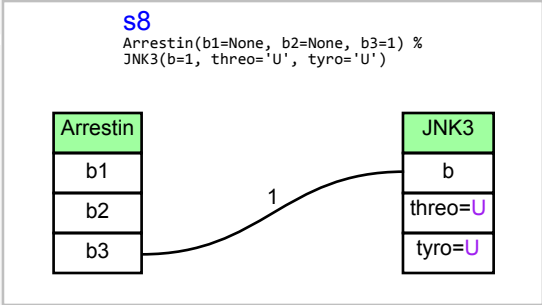 s8
Arrestin(b1=None, b2=None, b3=1) %
JNK3(b=1, threo='U', tyro='U')
Arrestin
b1
b2
b3
1
JNK3
b
threo=U
tyro=U